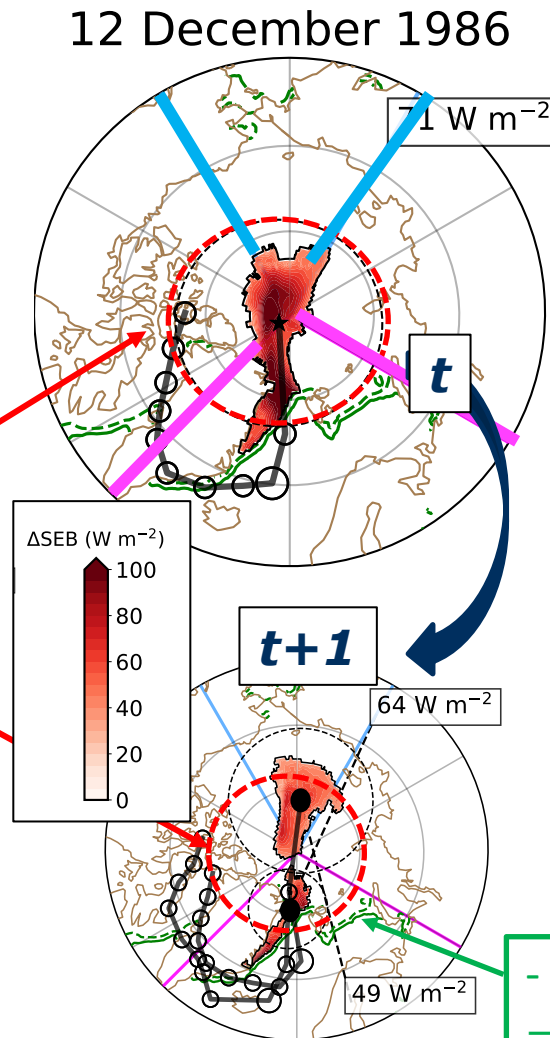 12 December 1986
71 W m⁻²
t
ΔSEB (W m⁻²)
100
80
60
40
20
0
t+1
64 W m⁻²
49 W m⁻²